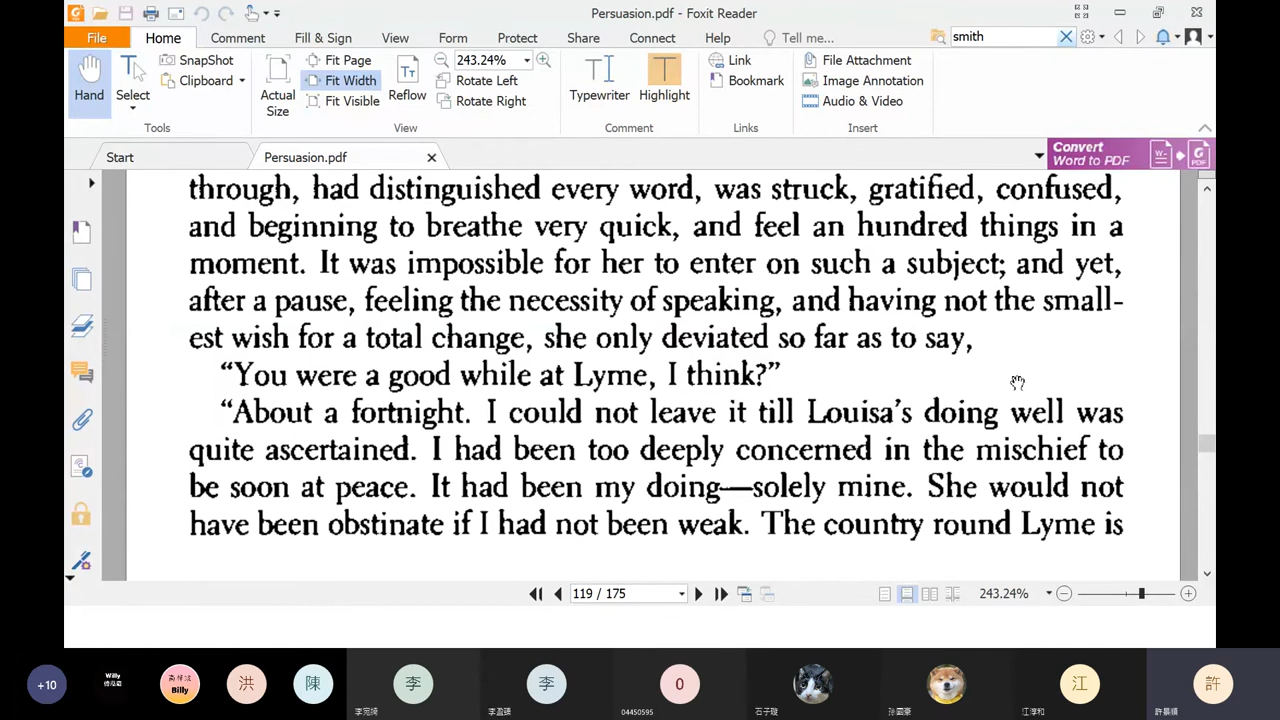 Persuasion.pdf - Foxit Reader
File Home Comment Fill & Sign View Form Protect Share Connect Help Tell me... smith
Hand
Select
SnapShot
Clipboard
Tools
Actual Size
Fit Page
Fit Width
Fit Visible
Reflow
243.24%
Rotate Left
Rotate Right
View
Typewriter
Highlight
Comment
Link
Bookmark
Links
File Attachment
Image Annotation
Audio & Video
Insert
Start
Persuasion.pdf
Convert
Word to PDF
W
PDF
through, had distinguished every word, was struck, gratified, confused,
and beginning to breathe very quick, and feel an hundred things in a
moment. It was impossible for her to enter on such a subject; and yet,
after a pause, feeling the necessity of speaking, and having not the small-
est wish for a total change, she only deviated so far as to say,
“You were a good while at Lyme, I think?”
“About a fortnight. I could not leave it till Louisa's doing well was
quite ascertained. I had been too deeply concerned in the mischief to
be soon at peace. It had been my doing—solely mine. She would not
have been obstinate if I had not been weak. The country round Lyme is
119 / 175
243.24%
+10
Willy
Billy
洪
陳
李
李
0
江
許
李宛綺
04450595